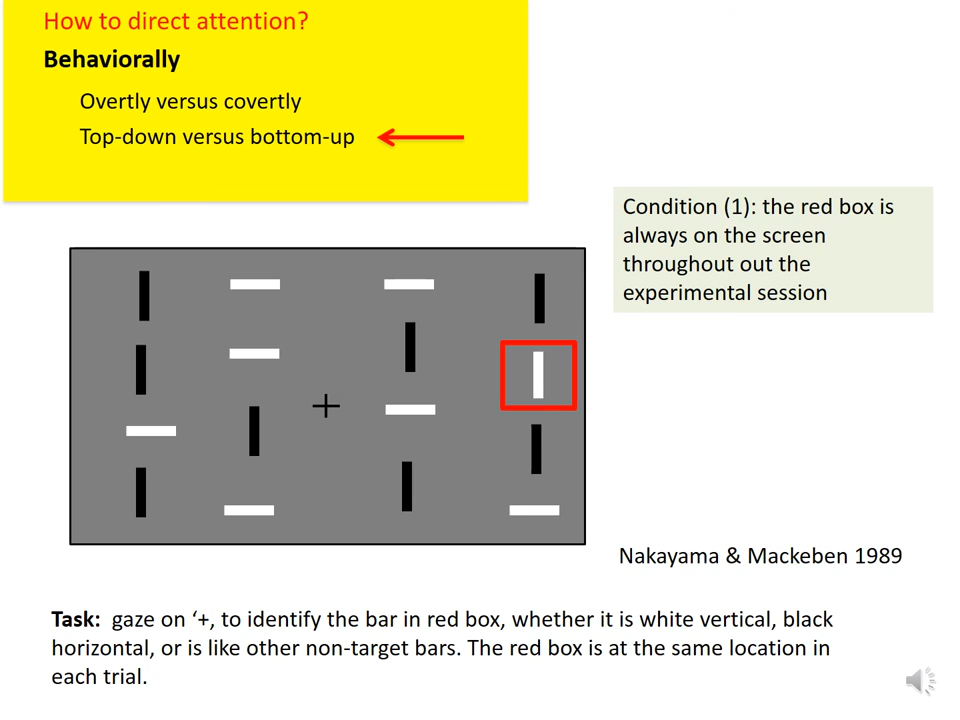 How to direct attention?
Behaviorally
Overtly versus covertly
Top-down versus bottom-up
Condition (1): the red box is
always on the screen
throughout out the
experimental session
Nakayama & Mackeben 1989
Task:  gaze on ‘+, to identify the bar in red box, whether it is white vertical, black
horizontal, or is like other non-target bars. The red box is at the same location in
each trial.